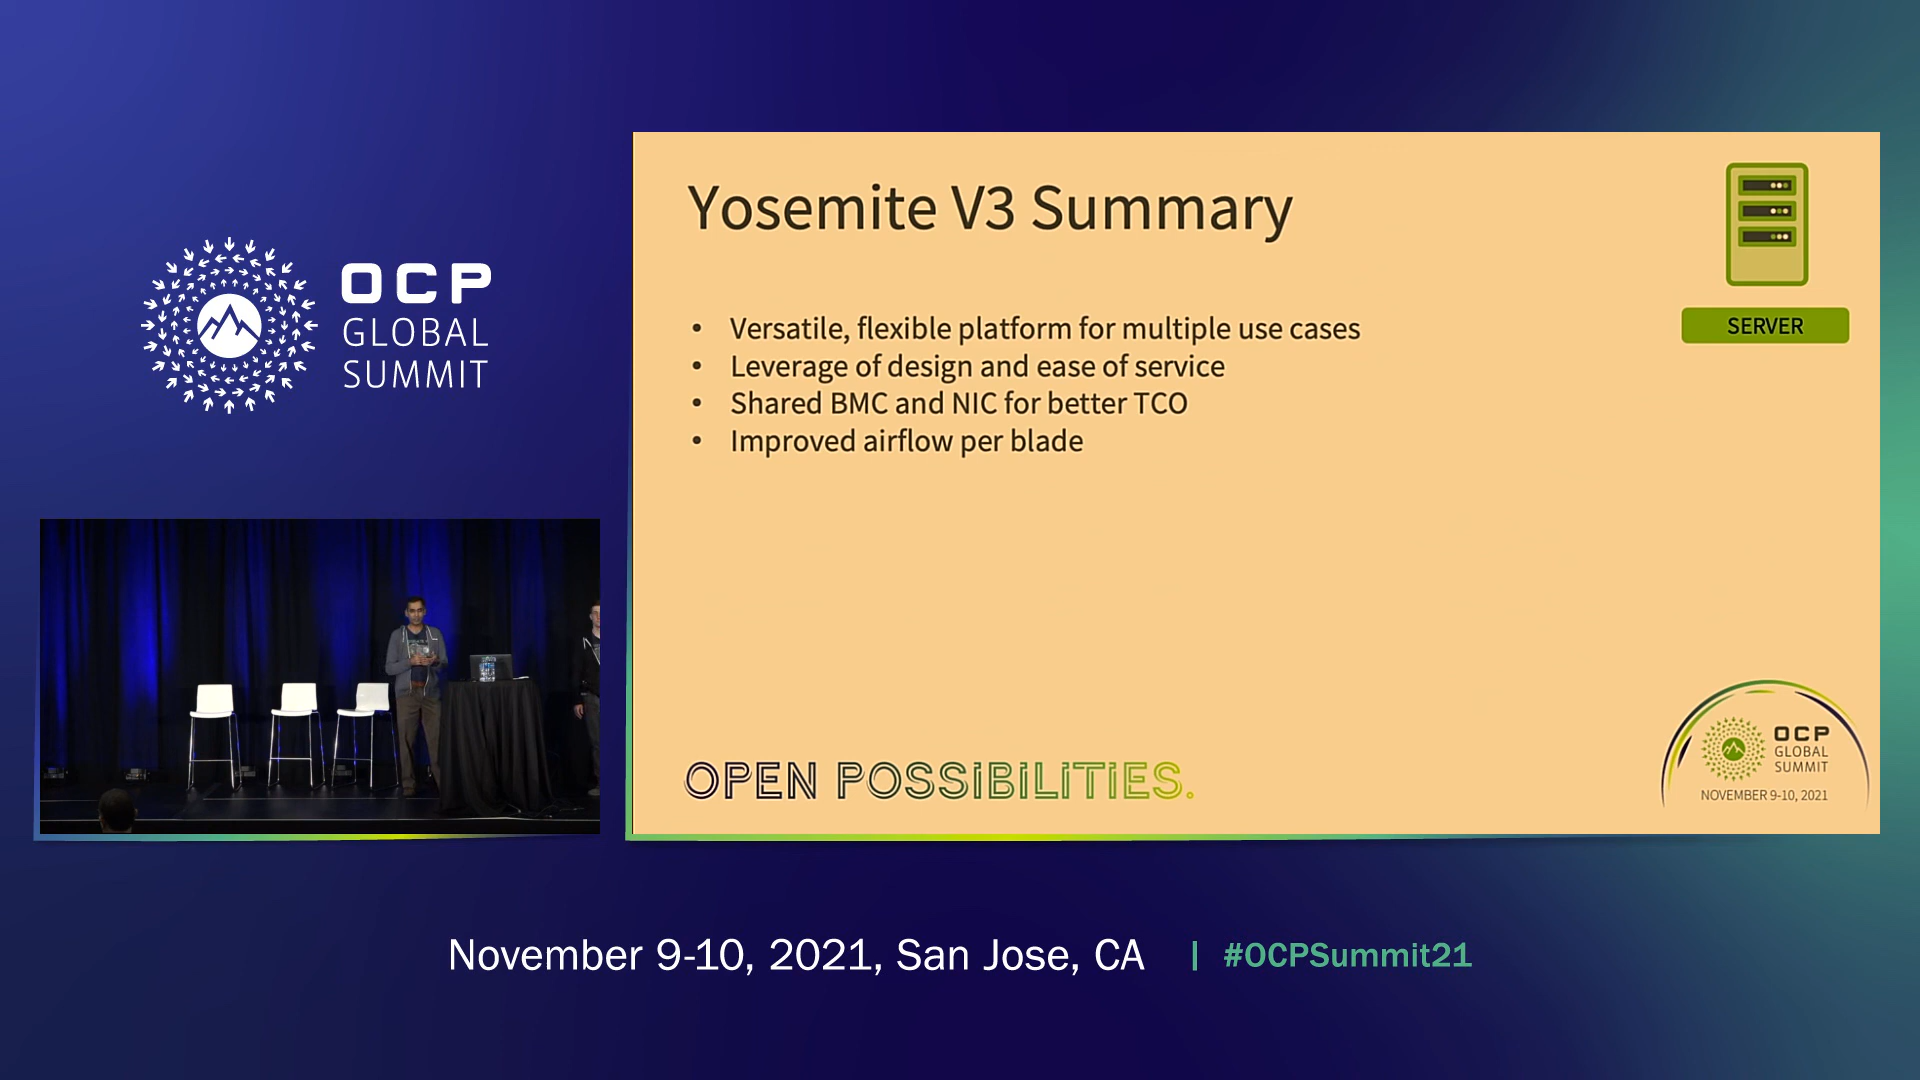 OCP
GLOBAL
SUMMIT
Yosemite V3 Summary
• Versatile, flexible platform for multiple use cases
• Leverage of design and ease of service
• Shared BMC and NIC for better TCO
• Improved airflow per blade
SERVER
OPEN POSSIBILITIES.
OCP
GLOBAL
SUMMIT
NOVEMBER 9-10, 2021
November 9-10, 2021, San Jose, CA | #OCPSummit21